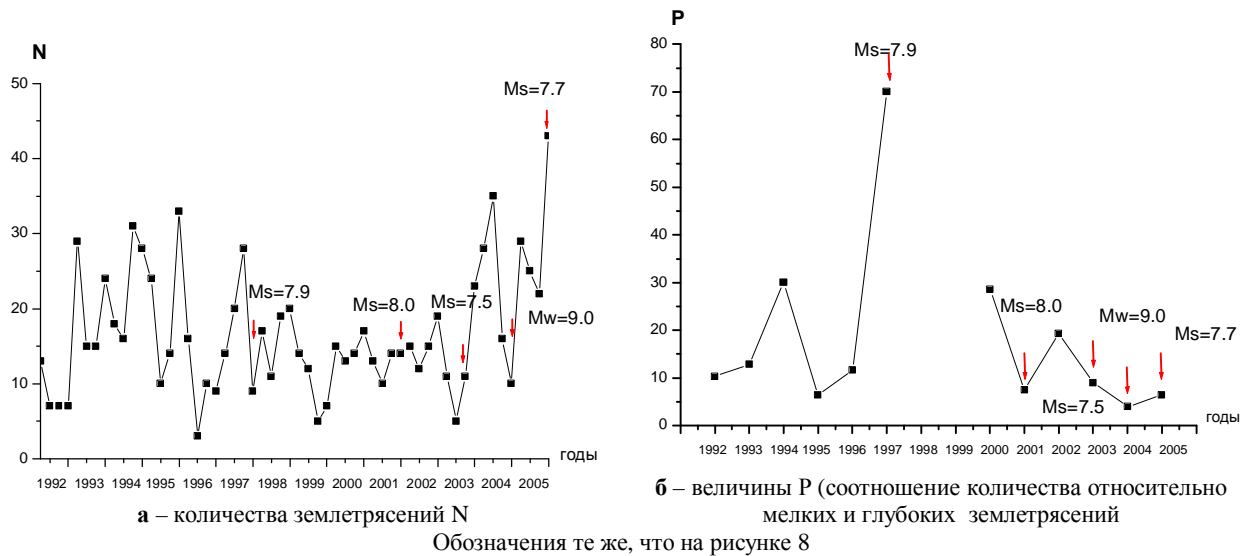 N
50
40
30
20
10
0
Ms=7.9
Ms=8.0
Ms=7.5
Mw=9.0
Ms=7.7
1992 1993 1994 1995 1996 1997 1998 1999 2000 2001 2002 2003 2004 2005
годы
а – количества землетрясений N
P
80
70
60
50
40
30
20
10
0
Ms=7.9
Ms=8.0
Ms=7.5
Mw=9.0
Ms=7.7
1992 1993 1994 1995 1996 1997 1998 1999 2000 2001 2002 2003 2004 2005
годы
б – величины P (соотношение количества относительно
мелких и глубоких землетрясений
Обозначения те же, что на рисунке 8